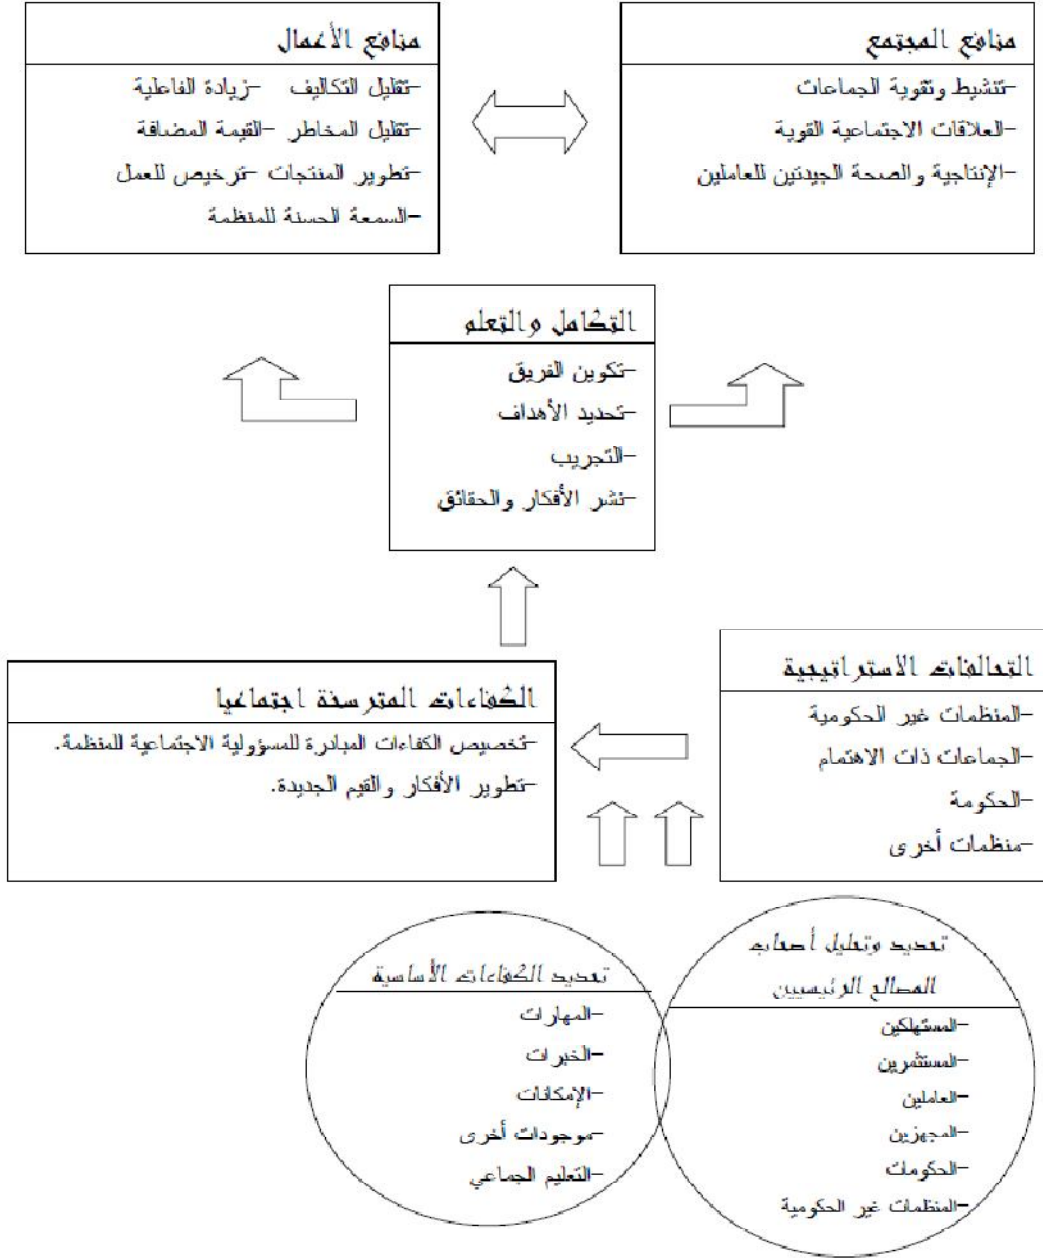 منافع المجتمع
-تنشيط وتقوية الجماعات
-العلاقات الاجتماعية القوية
-الإنتاجية والصحة الجيدتين للعاملين
منافع الأعمال
-تقليل التكاليف -زيادة الفاعلية
-تقليل المخاطر -القيمة المضافة
-تطوير المنتجات -ترخيص للعمل
-السمعة الحسنة للمنظمة
التكامل والتعلم
-تكوين الفريق
-تحديد الأهداف
-التجريب
-نشر الأفكار والحقائق
التحالفات الاستراتيجية
-المنظمات غير الحكومية
-الجماعات ذات الاهتمام
-الحكومة
-منظمات أخرى
الكفاءات المترسخة اجتماعيا
-تخصيص الكفاءات المبادرة للمسؤولية الاجتماعية للمنظمة.
-تطوير الأفكار والقيم الجديدة.
تحديد وتحليل أصحاب
المصالح الرئيسيين
-المستهلكين
-المستثمرين
-العاملين
-المجهزين
-الحكومات
-المنظمات غير الحكومية
تحديد الكفاءات الأساسية
-المهارات
-الخبرات
-الإمكانات
-موجودات أخرى
-التعليم الجماعي